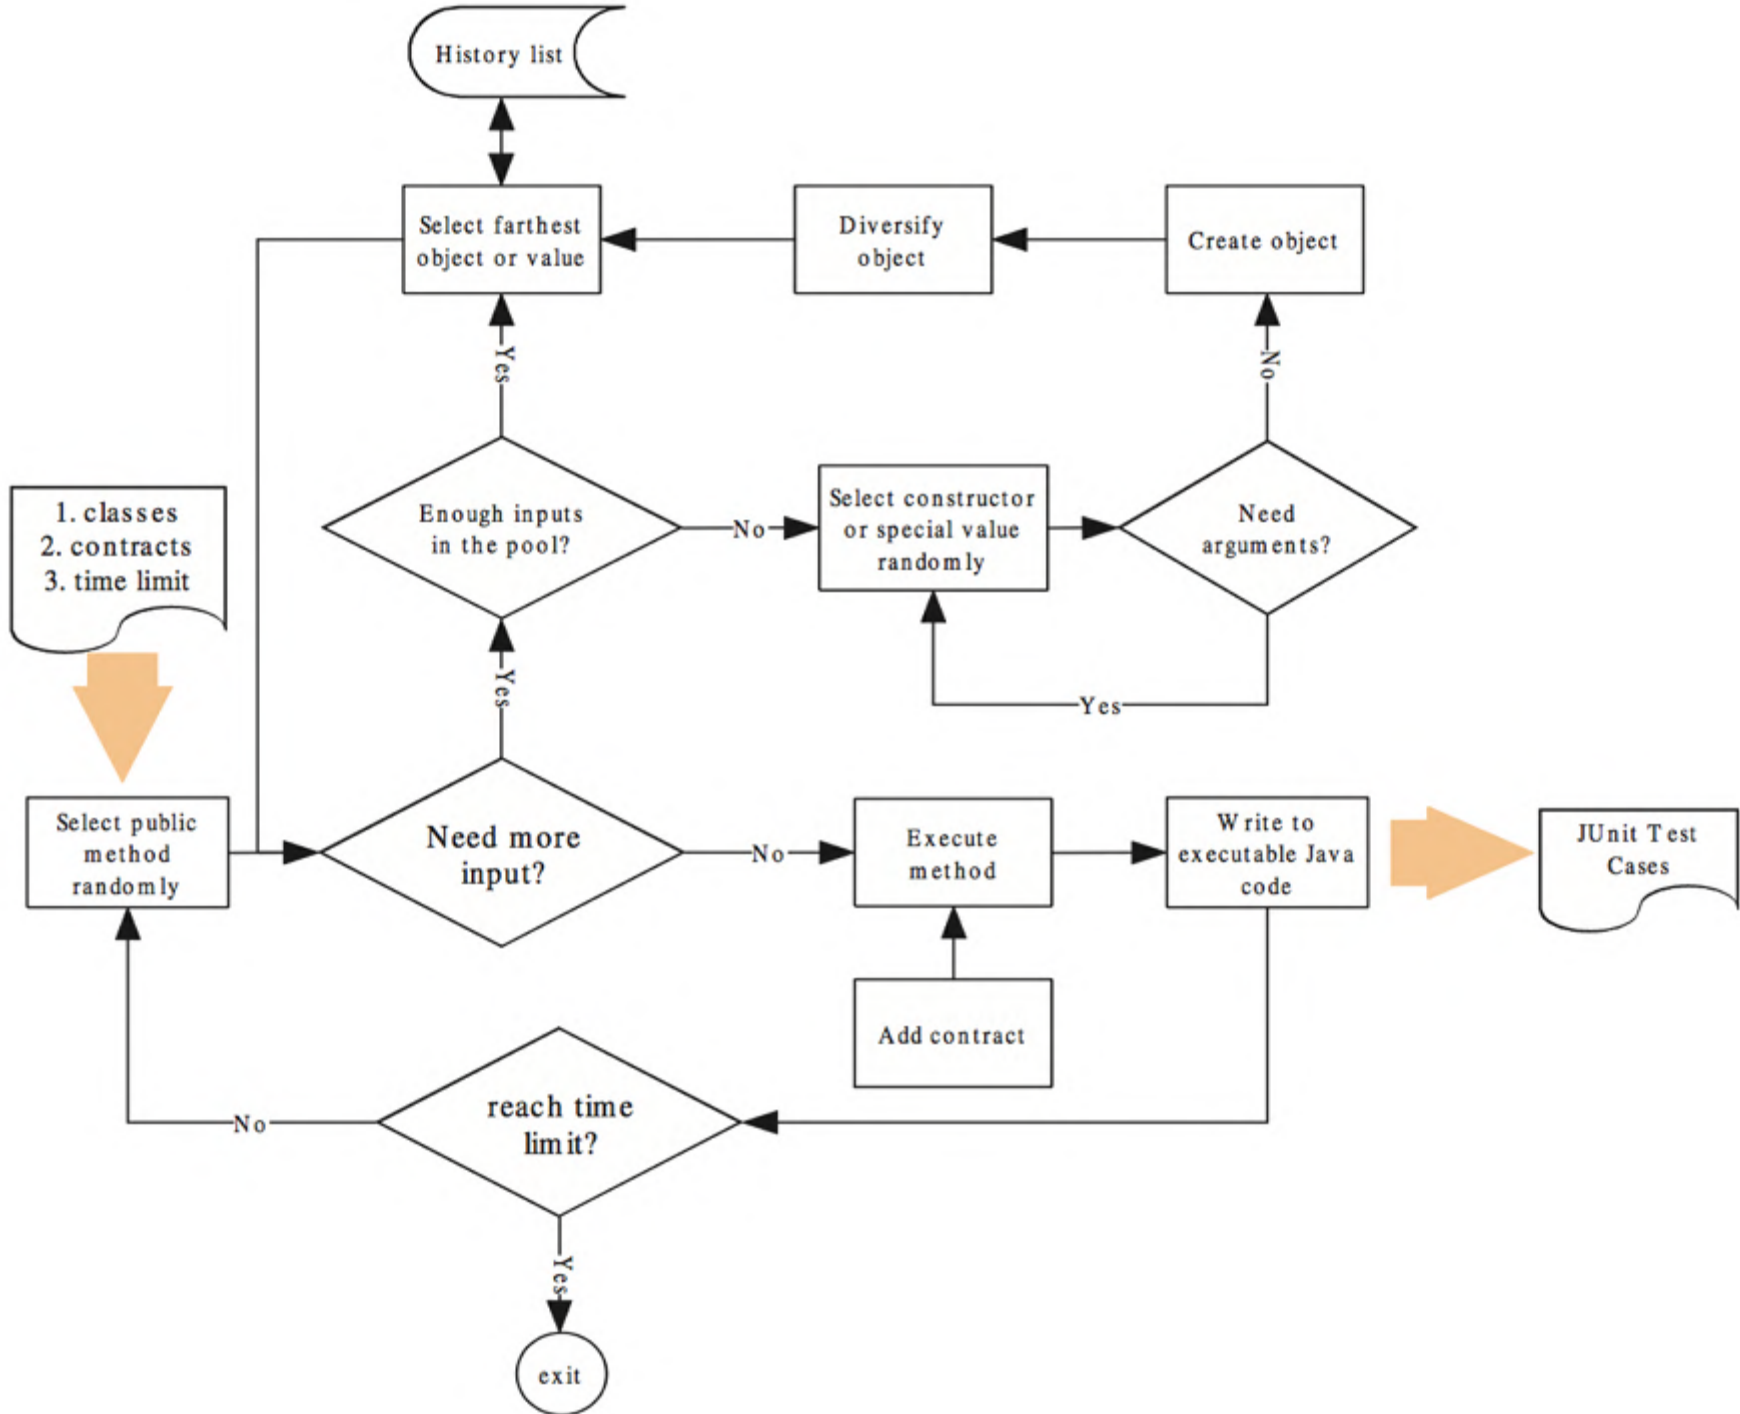 History list
Select farthest
object or value
Diversify
object
Create object
Yes
No
1. classes
2. contracts
3. time limit
Enough inputs
in the pool?
No
Select constructor
or special value
randomly
Need
arguments?
Yes
Yes
Select public
method
randomly
Need more
input?
No
Execute
method
Write to
executable Java
code
JUnit Test
Cases
Add contract
reach time
limit?
No
Yes
exit